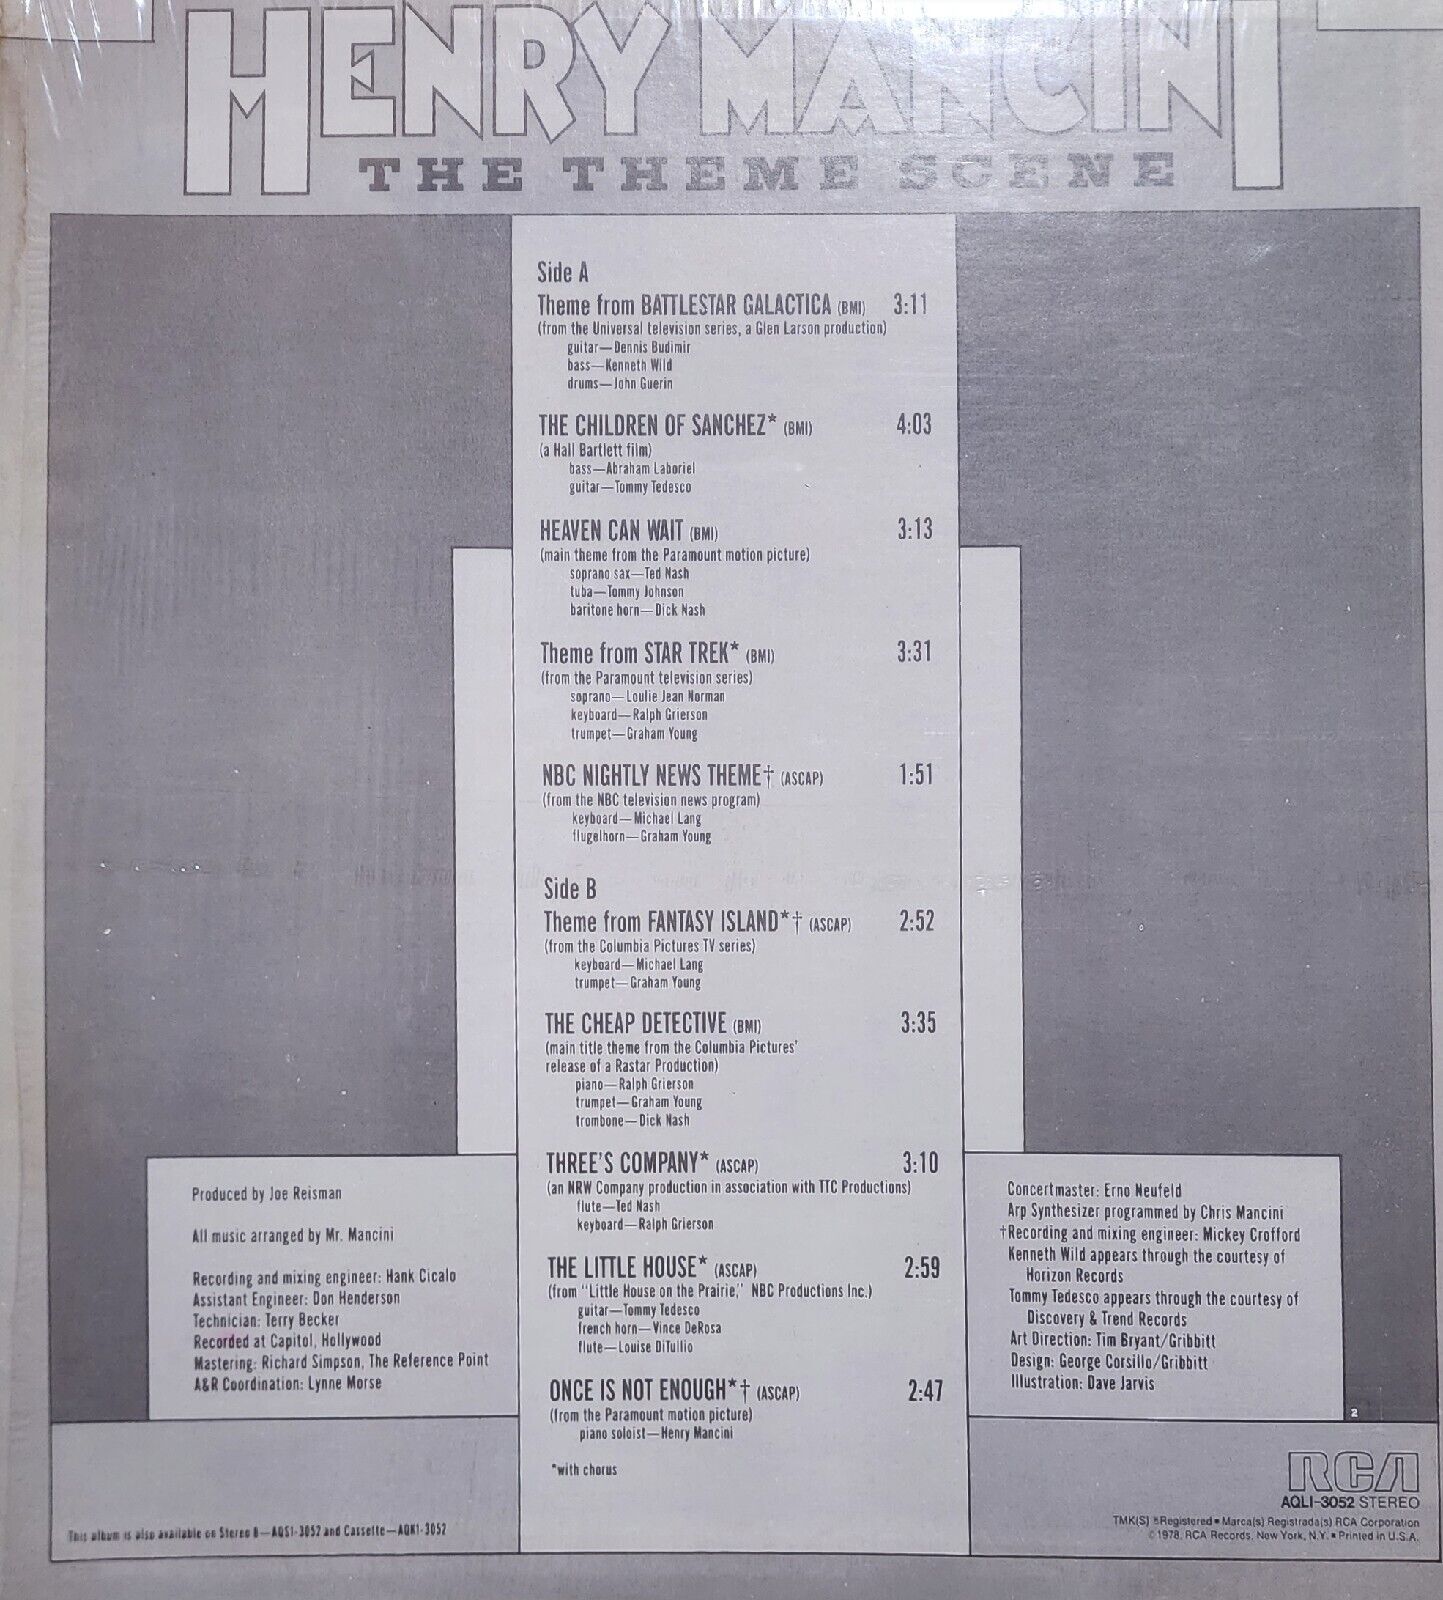 HENRY MANCINI
THE THEME SCENE
Side A
Theme from BATTLESTAR GALACTICA (BMI) 3:11
(from the Universal television series, a Glen Larson production)
guitar—Dennis Budimir
bass—Kenneth Wild
drums—John Guerin
THE CHILDREN OF SANCHEZ* (BMI) 4:03
(a Hall Bartlett film)
bass—Abraham Laboriel
guitar—Tommy Tedesco
HEAVEN CAN WAIT (BMI) 3:13
(main theme from the Paramount motion picture)
soprano sax—Ted Nash
tuba—Tommy Johnson
baritone horn—Dick Nash
Theme from STAR TREK* (BMI) 3:31
(from the Paramount television series)
soprano—Loulie Jean Norman
keyboard—Ralph Grierson
trumpet—Graham Young
NBC NIGHTLY NEWS THEME† (ASCAP) 1:51
(from the NBC television news program)
keyboard—Michael Lang
flugelhorn—Graham Young
Side B
Theme from FANTASY ISLAND*† (ASCAP) 2:52
(from the Columbia Pictures TV series)
keyboard—Michael Lang
trumpet—Graham Young
THE CHEAP DETECTIVE (BMI) 3:35
(main title theme from the Columbia Pictures'
release of a Rastar Production)
piano—Ralph Grierson
trumpet—Graham Young
trombone—Dick Nash
THREE'S COMPANY* (ASCAP) 3:10
(an NRW Company production in association with TTC Productions)
flute—Ted Nash
keyboard—Ralph Grierson
THE LITTLE HOUSE* (ASCAP) 2:59
(from "Little House on the Prairie," NBC Productions Inc.)
guitar—Tommy Tedesco
french horn—Vince DeRosa
flute—Louise DiTullio
ONCE IS NOT ENOUGH*† (ASCAP) 2:47
(from the Paramount motion picture)
piano soloist—Henry Mancini
*with chorus
Produced by Joe Reisman
All music arranged by Mr. Mancini
Recording and mixing engineer: Hank Cicalo
Assistant Engineer: Don Henderson
Technician: Terry Becker
Recorded at Capitol, Hollywood
Mastering: Richard Simpson, The Reference Point
A&R Coordination: Lynne Morse
Concertmaster: Erno Neufeld
Arp Synthesizer programmed by Chris Mancini
†Recording and mixing engineer: Mickey Crofford
Kenneth Wild appears through the courtesy of
Horizon Records
Tommy Tedesco appears through the courtesy of
Discovery & Trend Records
Art Direction: Tim Bryant/Gribbitt
Design: George Corsillo/Gribbitt
Illustration: Dave Jarvis
2
RCA
AQLI-3052 STEREO
TMK(S) ® Registered ▪ Marca(s) Registrada(s) RCA Corporation
©1978, RCA Records, New York, N.Y. ▪ Printed in U.S.A.
This album is also available on Stereo 8—AQS1-3052 and Cassette—AQK1-3052